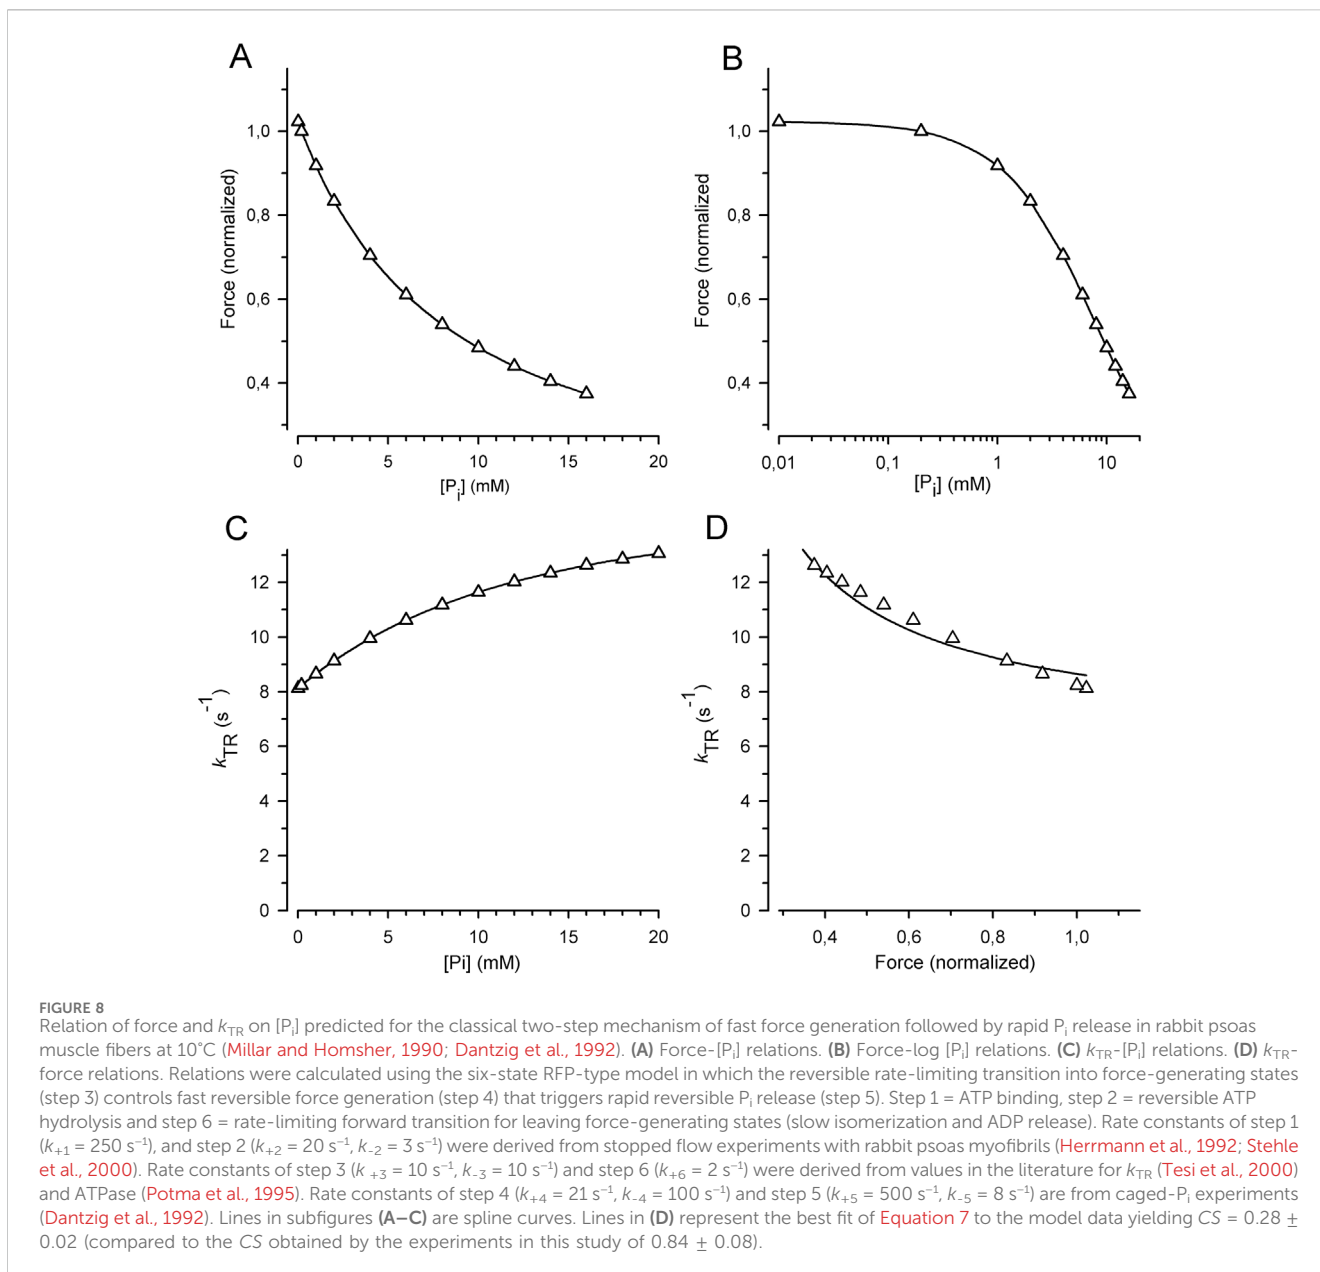 A
1,0
0,8
0,6
0,4
Force (normalized)
0 5 10 15 20
[Pi] (mM)
B
1,0
0,8
0,6
0,4
Force (normalized
0,01 0,1 1 10
[Pi] (mM)
C
12
10
8
6
4
2
0
kTR (s-1)
0 5 10 15 20
[Pi] (mM)
D
12
10
8
6
4
2
0
kTR (s-1)
0,4 0,6 0,8 1,0
Force (normalized)
FIGURE 8
Relation of force and kTR on [Pi] predicted for the classical two-step mechanism of fast force generation followed by rapid Pi release in rabbit psoas
muscle fibers at 10°C (Millar and Homsher, 1990; Dantzig et al., 1992). (A) Force-[Pi] relations. (B) Force-log [Pi] relations. (C) kTR-[Pi] relations. (D) kTR-
force relations. Relations were calculated using the six-state RFP-type model in which the reversible rate-limiting transition into force-generating states
(step 3) controls fast reversible force generation (step 4) that triggers rapid reversible Pi release (step 5). Step 1 = ATP binding, step 2 = reversible ATP
hydrolysis and step 6 = rate-limiting forward transition for leaving force-generating states (slow isomerization and ADP release). Rate constants of step 1
(k+1 = 250 s−1), and step 2 (k+2 = 20 s−1, k-2 = 3 s−1) were derived from stopped flow experiments with rabbit psoas myofibrils (Herrmann et al., 1992; Stehle
et al., 2000). Rate constants of step 3 (k +3 = 10 s−1, k-3 = 10 s−1) and step 6 (k+6 = 2 s−1) were derived from values in the literature for kTR (Tesi et al., 2000)
and ATPase (Potma et al., 1995). Rate constants of step 4 (k+4 = 21 s−1, k-4 = 100 s−1) and step 5 (k+5 = 500 s−1, k-5 = 8 s−1) are from caged-Pi experiments
(Dantzig et al., 1992). Lines in subfigures (A–C) are spline curves. Lines in (D) represent the best fit of Equation 7 to the model data yielding CS = 0.28 ±
0.02 (compared to the CS obtained by the experiments in this study of 0.84 ± 0.08).